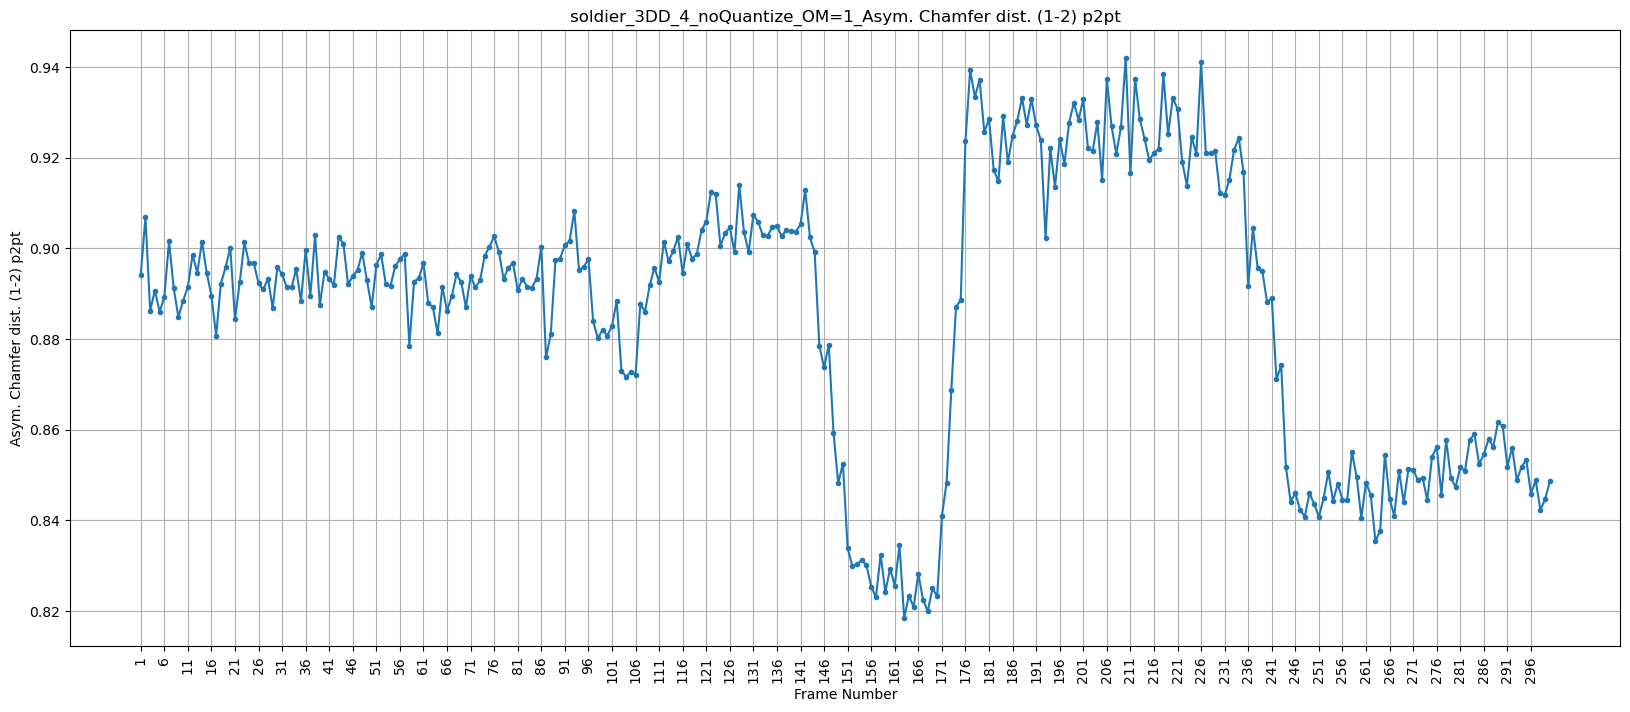 soldier_3DD_4_noQuantize_OM=1_Asym. Chamfer dist. (1-2) p2pt
Asym. Chamfer dist. (1-2) p2pt
0.94
0.92
0.90
0.88
0.86
0.84
0.82
1 6 11 16 21 26 31 36 41 46 51 56 61 66 71 76 81 86 91 96 101 106 111 116 121 126 131 136 141 146 151 156 161 166 171 176 181 186 191 196 201 206 211 216 221 226 231 236 241 246 251 256 261 266 271 276 281 286 291 296
Frame Number